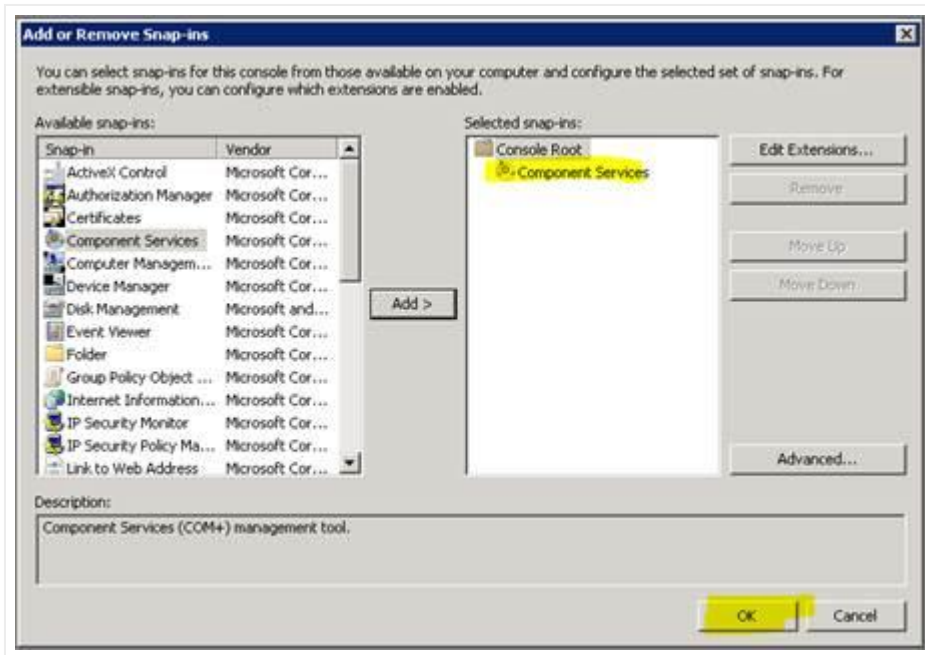 Add or Remove Snap-ins
You can select snap-ins for this console from those available on your computer and configure the selected set of snap-ins. For
extensible snap-ins, you can configure which extensions are enabled.
Available snap-ins:
Snap-in Vendor
ActiveX Control Microsoft Cor...
Authorization Manager Microsoft Cor...
Certificates Microsoft Cor...
Component Services Microsoft Cor...
Computer Managem... Microsoft Cor...
Device Manager Microsoft Cor...
Disk Management Microsoft and...
Event Viewer Microsoft Cor...
Folder Microsoft Cor...
Group Policy Object ... Microsoft Cor...
Internet Information... Microsoft Cor...
IP Security Monitor Microsoft Cor...
IP Security Policy Ma... Microsoft Cor...
Link to Web Address Microsoft Cor...
Add >
Selected snap-ins:
Console Root
Component Services
Edit Extensions...
Remove
Move Up
Move Down
Advanced...
Description:
Component Services (COM+) management tool.
OK Cancel